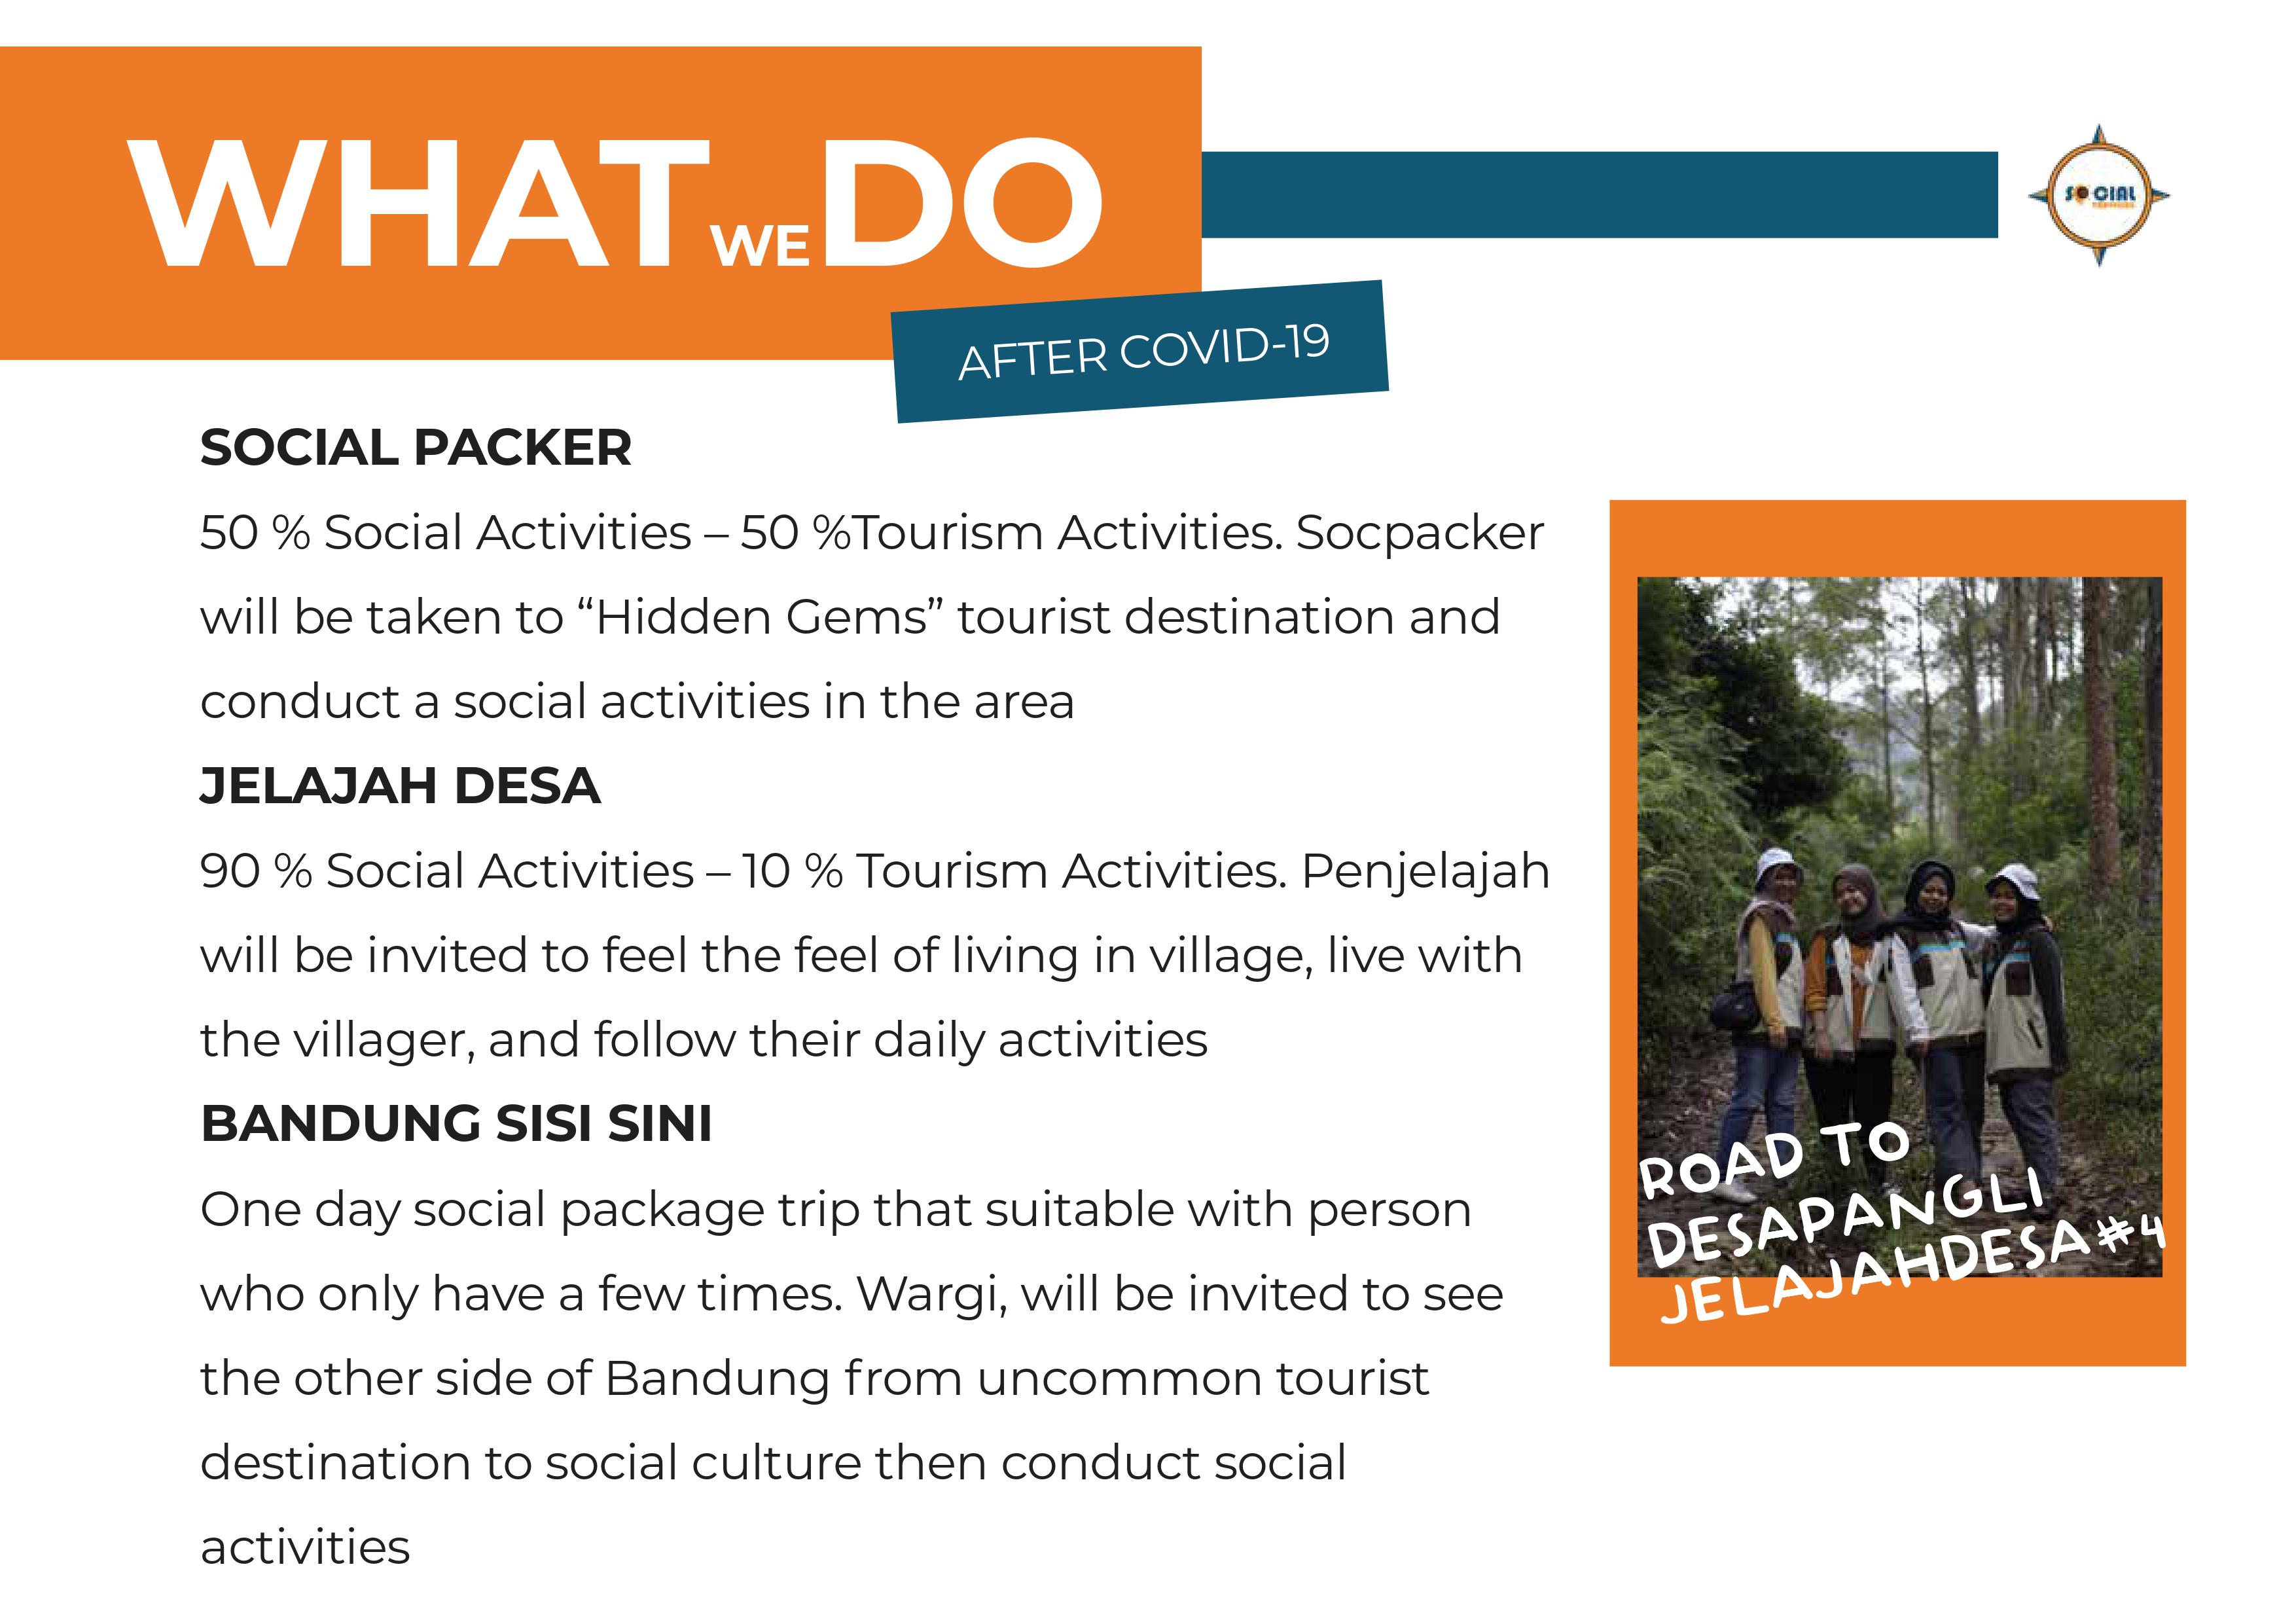 WHAT WE DO
AFTER COVID-19
SOCIAL
SOCIAL PACKER
50 % Social Activities – 50 %Tourism Activities. Socpacker
will be taken to “Hidden Gems” tourist destination and
conduct a social activities in the area
JELAJAH DESA
90 % Social Activities – 10 % Tourism Activities. Penjelajah
will be invited to feel the feel of living in village, live with
the villager, and follow their daily activities
BANDUNG SISI SINI
One day social package trip that suitable with person
who only have a few times. Wargi, will be invited to see
the other side of Bandung from uncommon tourist
destination to social culture then conduct social
activities
ROAD TO
DESAPANGLI
JELAJAHDESA#4